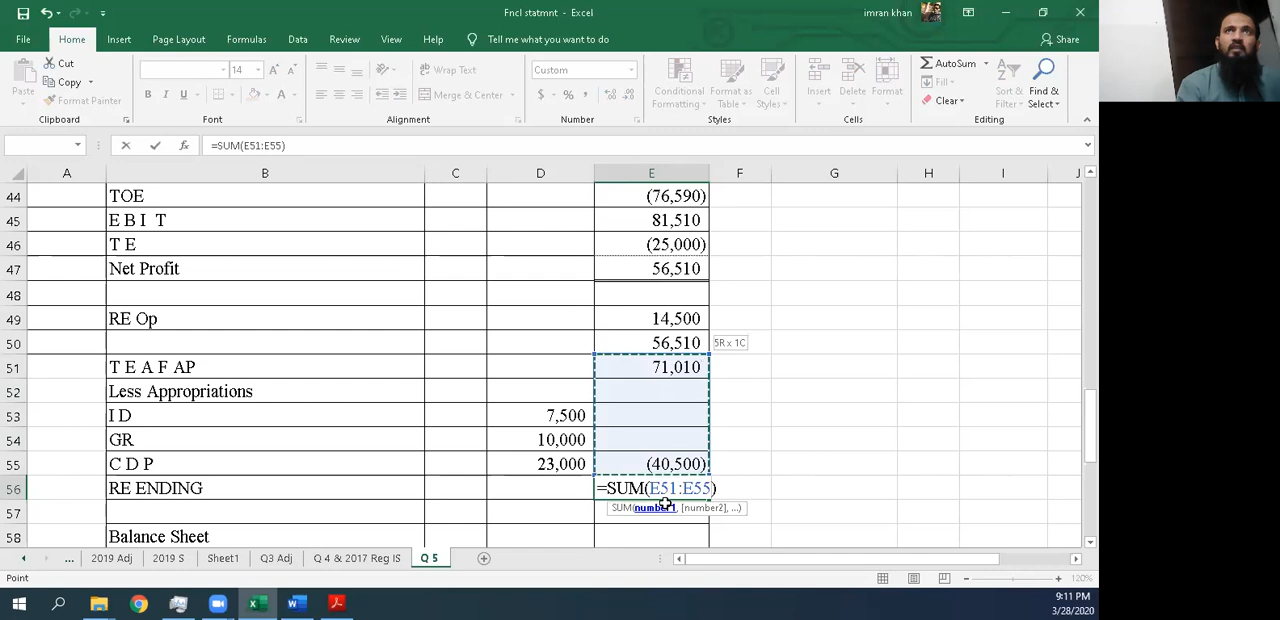 Fncl statmnt - Excel
imran khan
File Home Insert Page Layout Formulas Data Review View Help Tell me what you want to do Share
Paste
Cut
Copy
Format Painter
Clipboard
14 A A
B I U A
Font
Wrap Text
Merge & Center
Alignment
Custom
$ % ,
Number
Conditional Formatting
Format as Table
Cell Styles
Styles
Insert Delete Format
Cells
AutoSum
Fill
Clear
Sort & Filter
Find & Select
Editing
=SUM(E51:E55)
A B C D E F G H I J
44 TOE (76,590)
45 E B I T 81,510
46 T E (25,000)
47 Net Profit 56,510
48
49 RE Op 14,500
50 56,510 5R x 1C
51 T E A F AP 71,010
52 Less Appropriations
53 I D 7,500
54 GR 10,000
55 C D P 23,000 (40,500)
56 RE ENDING =SUM(E51:E55)
57 SUM(number1, [number2], ...)
58 Balance Sheet
... 2019 Adj 2019 S Sheet1 Q3 Adj Q 4 & 2017 Reg IS Q 5
Point 120%
9:11 PM
3/28/2020